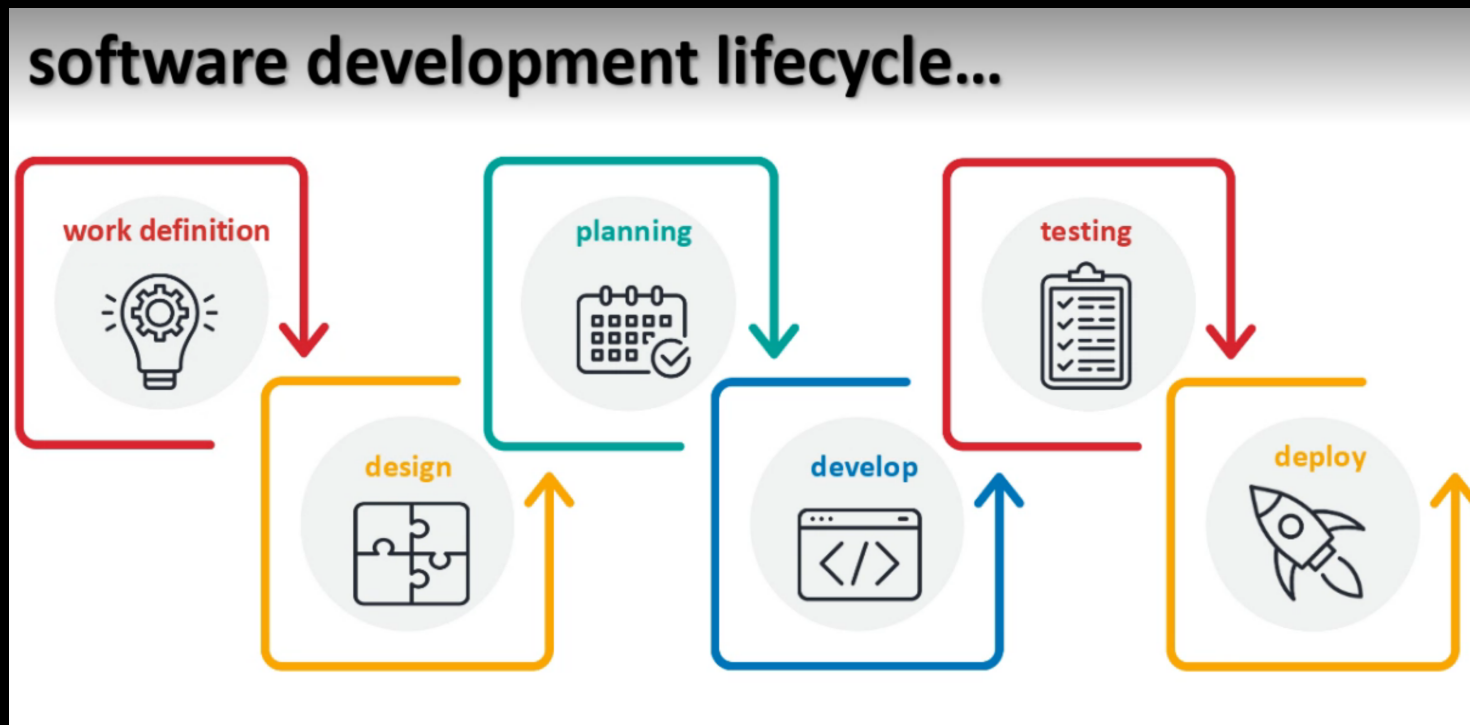 software development lifecycle...
work definition
design
planning
develop
testing
deploy